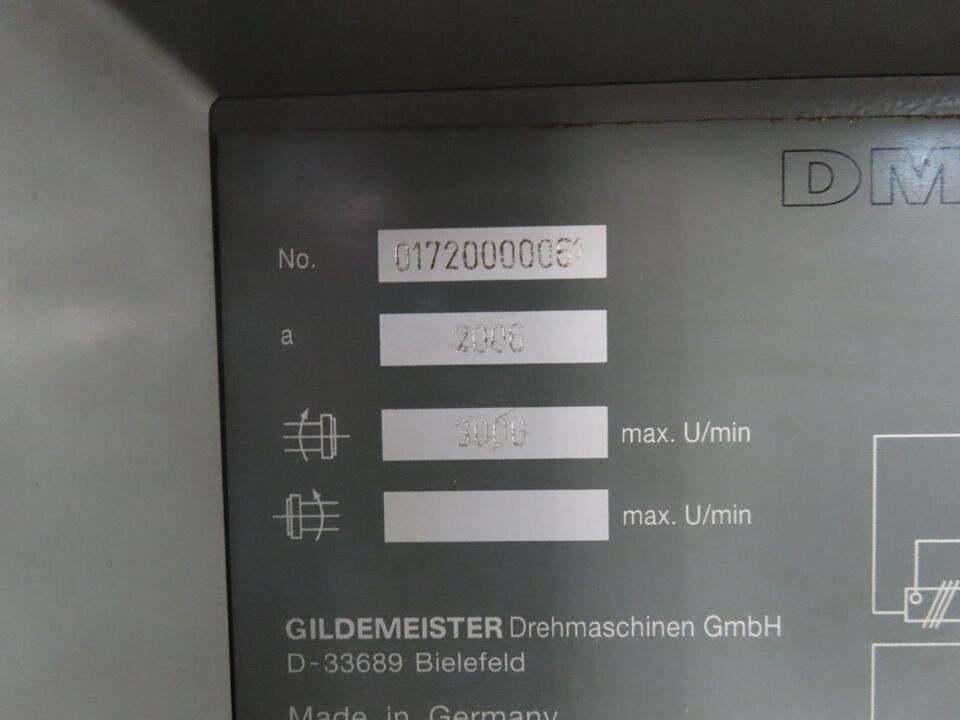 DM
No. 01720000061
a 2006
3000 max. U/min
max. U/min
GILDEMEISTER Drehmaschinen GmbH
D-33689 Bielefeld
Made in Germany